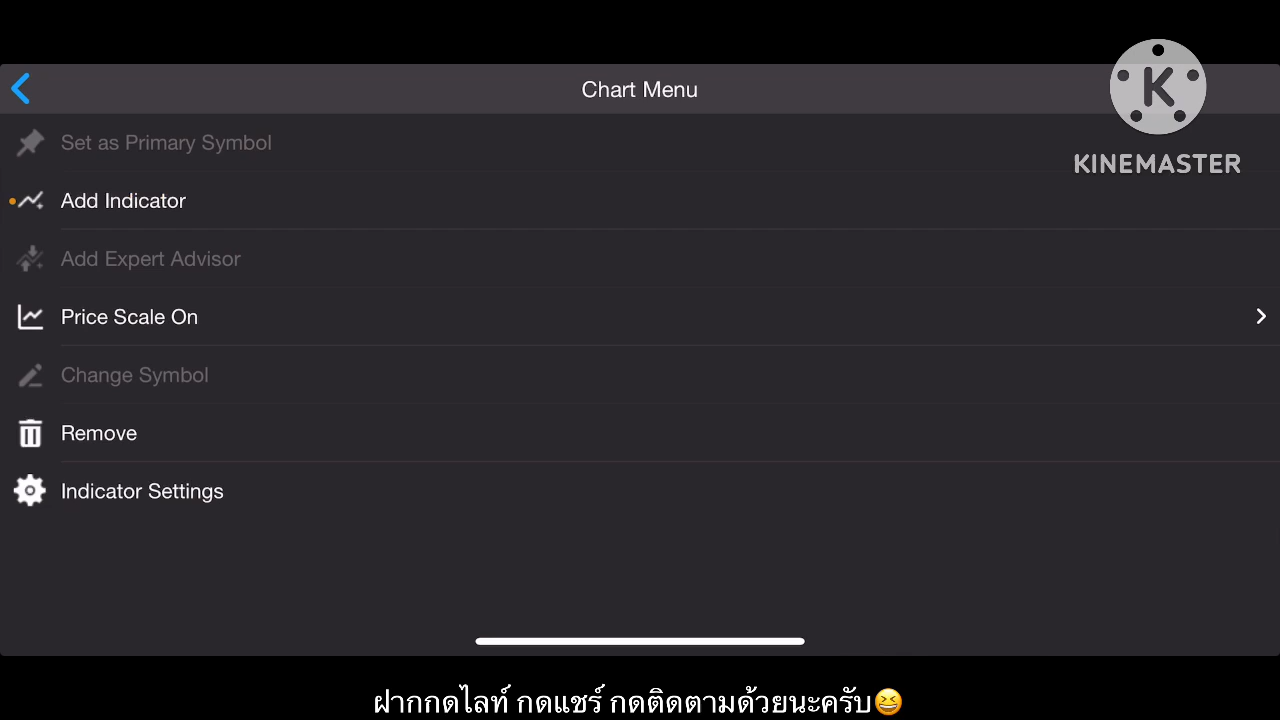 Chart Menu
K
KINEMASTER
Set as Primary Symbol
Add Indicator
Add Expert Advisor
Price Scale On
Change Symbol
Remove
Indicator Settings
ฝากกดไลท์ กดแชร์ กดติดตามด้วยนะครับ😆